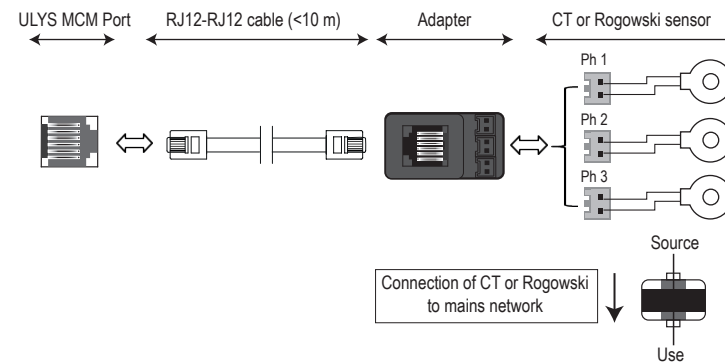 ULYS MCM Port
RJ12-RJ12 cable (<10 m)
Adapter
CT or Rogowski sensor
Ph 1
Ph 2
Ph 3
Connection of CT or Rogowski
to mains network
Source
Use